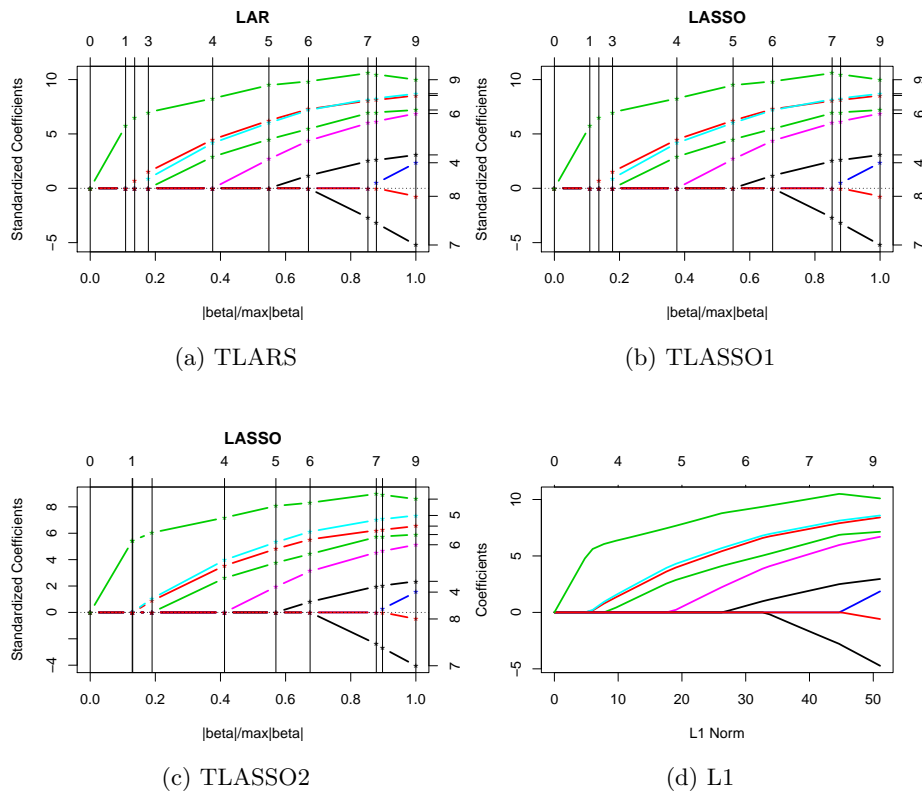 LAR
0 1 3 4 5 6 7 9
Standardized Coefficients
10
5
0
−5
9
6
4
8
7
0.0 0.2 0.4 0.6 0.8 1.0
|beta|/max|beta|
(a) TLARS
LASSO
0 1 3 4 5 6 7 9
Standardized Coefficients
10
5
0
−5
9
6
4
8
7
0.0 0.2 0.4 0.6 0.8 1.0
|beta|/max|beta|
(b) TLASSO1
LASSO
0 1 4 5 6 7 9
Standardized Coefficients
8
6
4
2
0
−4
5
6
4
8
7
0.0 0.2 0.4 0.6 0.8 1.0
|beta|/max|beta|
(c) TLASSO2
0 4 5 6 9 9
Coefficients
10
5
0
−5
0 10 20 30 40 50
L1 Norm
(d) L1